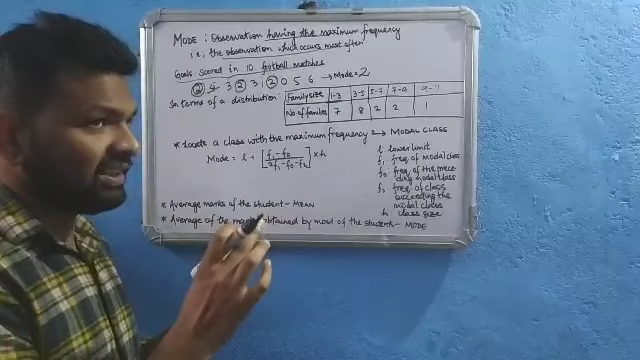 MODE: Observation having the maximum frequency
i.e., the observation which occurs most often
Goals scored in 10 football matches
2 4 3 2 3 1 2 0 5 6 → Mode = 2
In terms of a distribution:
Family size 1-3 3-5 5-7 7-9 9-11
No of families 7 8 2 2 1
* Locate a class with the maximum frequency → MODAL CLASS
Mode = l + [f₁-f₀ / 2f₁-f₀-f₂] × h
l lower limit
f₁ freq of modal class
f₀ freq of the prece-
ding modal class
f₂ freq of class
succeeding the
modal class
h class size
* Average marks of the student - MEAN
* Average of the marks obtained by most of the students - MODE